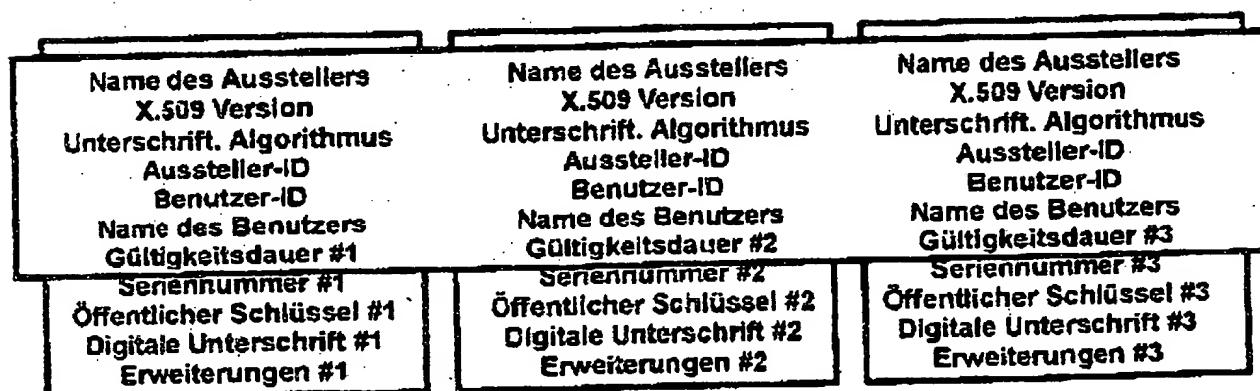 Name des Ausstellers
X.509 Version
Unterschrift. Algorithmus
Aussteller-ID
Benutzer-ID
Name des Benutzers
Gültigkeitsdauer #1
Seriennummer #1
Öffentlicher Schlüssel #1
Digitale Unterschrift #1
Erweiterungen #1
Name des Ausstellers
X.509 Version
Unterschrift. Algorithmus
Aussteller-ID
Benutzer-ID
Name des Benutzers
Gültigkeitsdauer #2
Seriennummer #2
Öffentlicher Schlüssel #2
Digitale Unterschrift #2
Erweiterungen #2
Name des Ausstellers
X.509 Version
Unterschrift. Algorithmus
Aussteller-ID
Benutzer-ID
Name des Benutzers
Gültigkeitsdauer #3
Seriennummer #3
Öffentlicher Schlüssel #3
Digitale Unterschrift #3
Erweiterungen #3